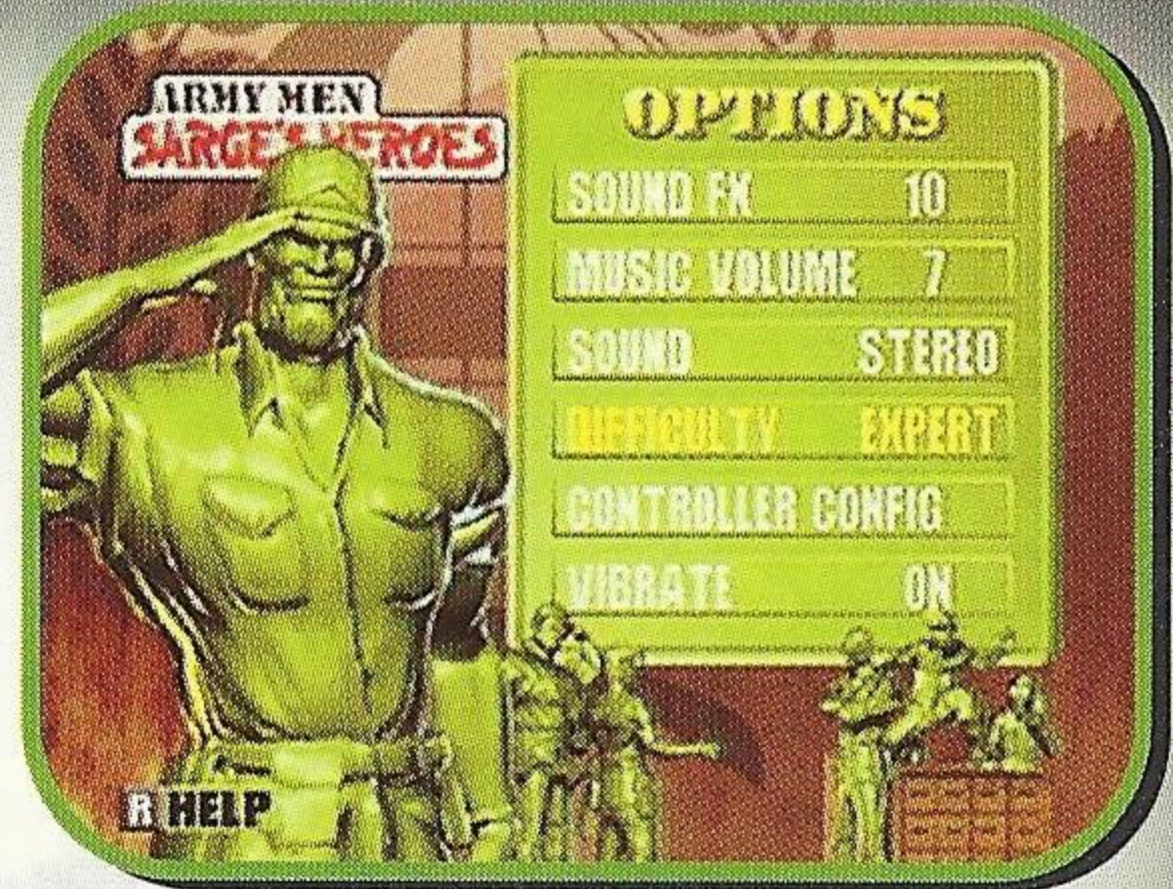 ARMY MEN
SARGE'S HEROES
OPTIONS
SOUND FX 10
MUSIC VOLUME 7
SOUND STEREO
DIFFICULTY EXPERT
CONTROLLER CONFIG
VIBRATE ON
R HELP